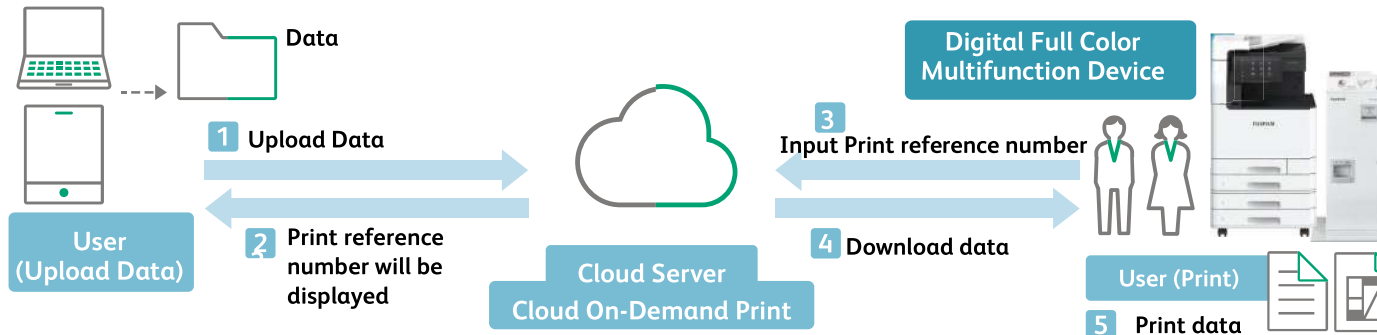 Data
1 Upload Data
2 Print reference
number will be
displayed
User
(Upload Data)
Cloud Server
Cloud On-Demand Print
Digital Full Color
Multifunction Device
3
Input Print reference number
4 Download data
FUJIFILM
User (Print)
5 Print data